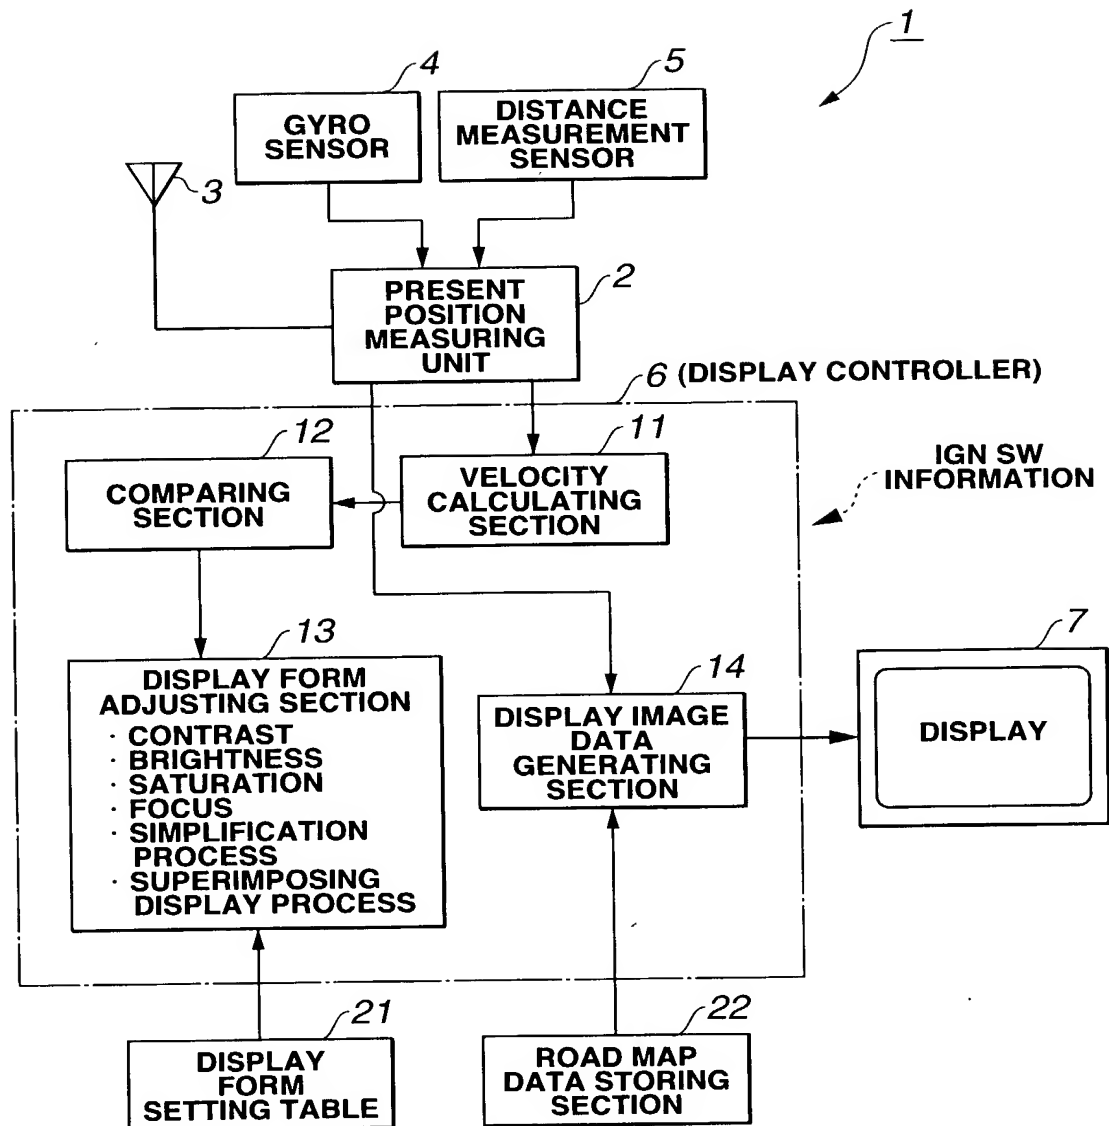 1
4
5
GYRO
SENSOR
DISTANCE
MEASUREMENT
SENSOR
3
2
PRESENT
POSITION
MEASURING
UNIT
6 (DISPLAY CONTROLLER)
12
11
COMPARING
SECTION
VELOCITY
CALCULATING
SECTION
IGN SW
INFORMATION
13
DISPLAY FORM
ADJUSTING SECTION
· CONTRAST
· BRIGHTNESS
· SATURATION
· FOCUS
· SIMPLIFICATION
PROCESS
· SUPERIMPOSING
DISPLAY PROCESS
14
DISPLAY IMAGE
DATA
GENERATING
SECTION
7
DISPLAY
21
DISPLAY
FORM
SETTING TABLE
22
ROAD MAP
DATA STORING
SECTION